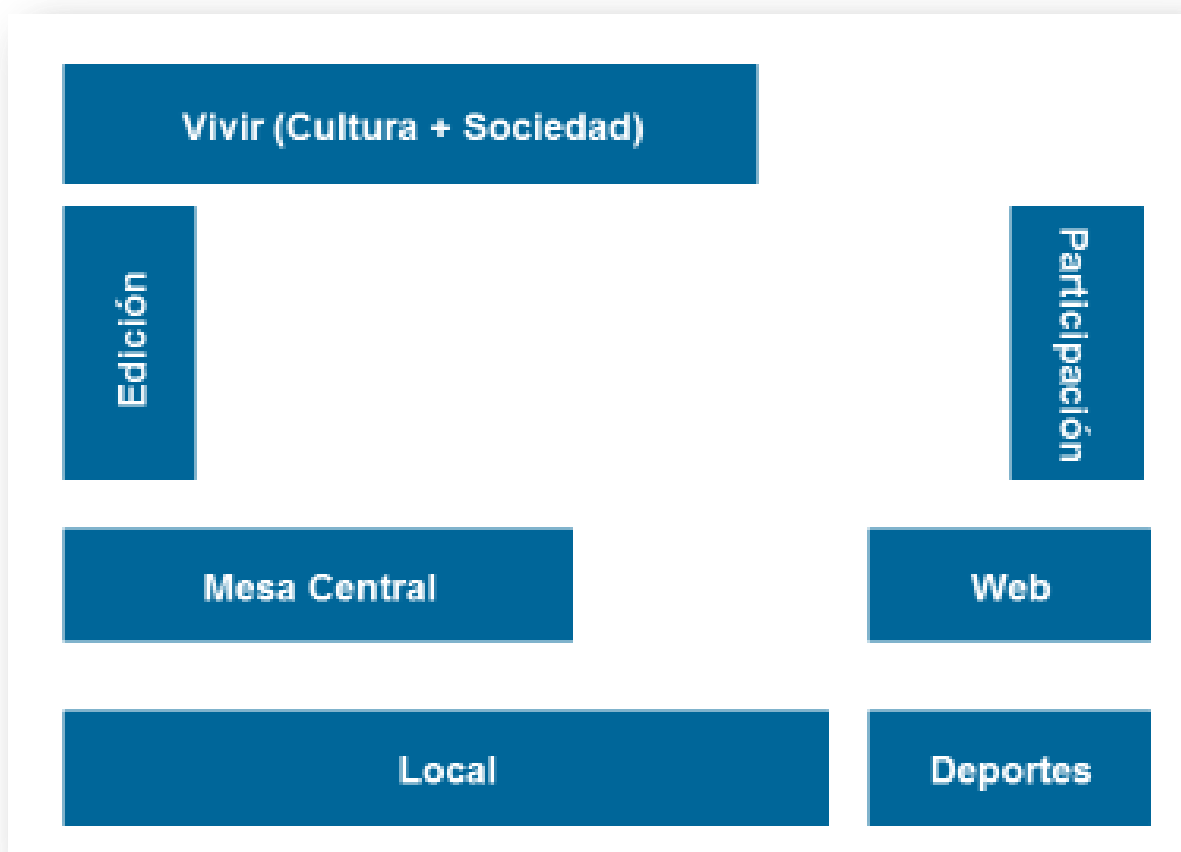 Vivir (Cultura + Sociedad)
Edición
Participación
Mesa Central
Web
Local
Deportes